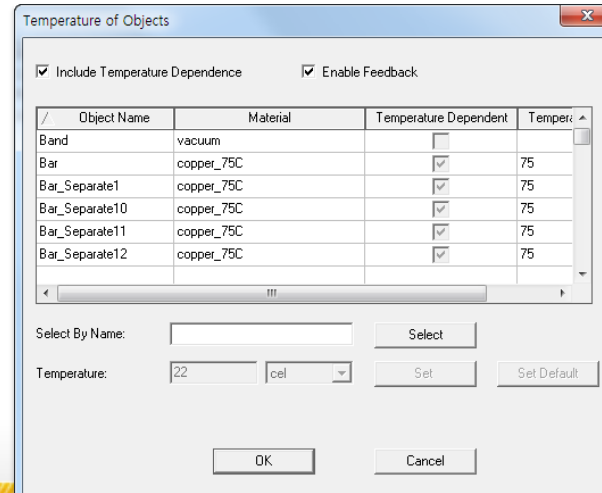 Temperature of Objects
Include Temperature Dependence Enable Feedback
/ Object Name Material Temperature Dependent Tempera
Band vacuum
Bar copper_75C 75
Bar_Separate1 copper_75C 75
Bar_Separate10 copper_75C 75
Bar_Separate11 copper_75C 75
Bar_Separate12 copper_75C 75
Select By Name: Select
Temperature: 22 cel Set Set Default
OK Cancel